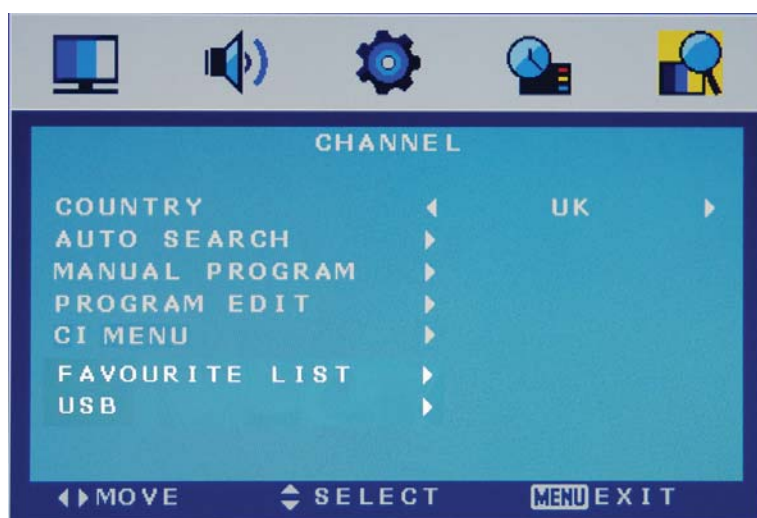 CHANNEL
COUNTRY UK
AUTO SEARCH
MANUAL PROGRAM
PROGRAM EDIT
CI MENU
FAVOURITE LIST
USB
MOVE SELECT MENU EXIT